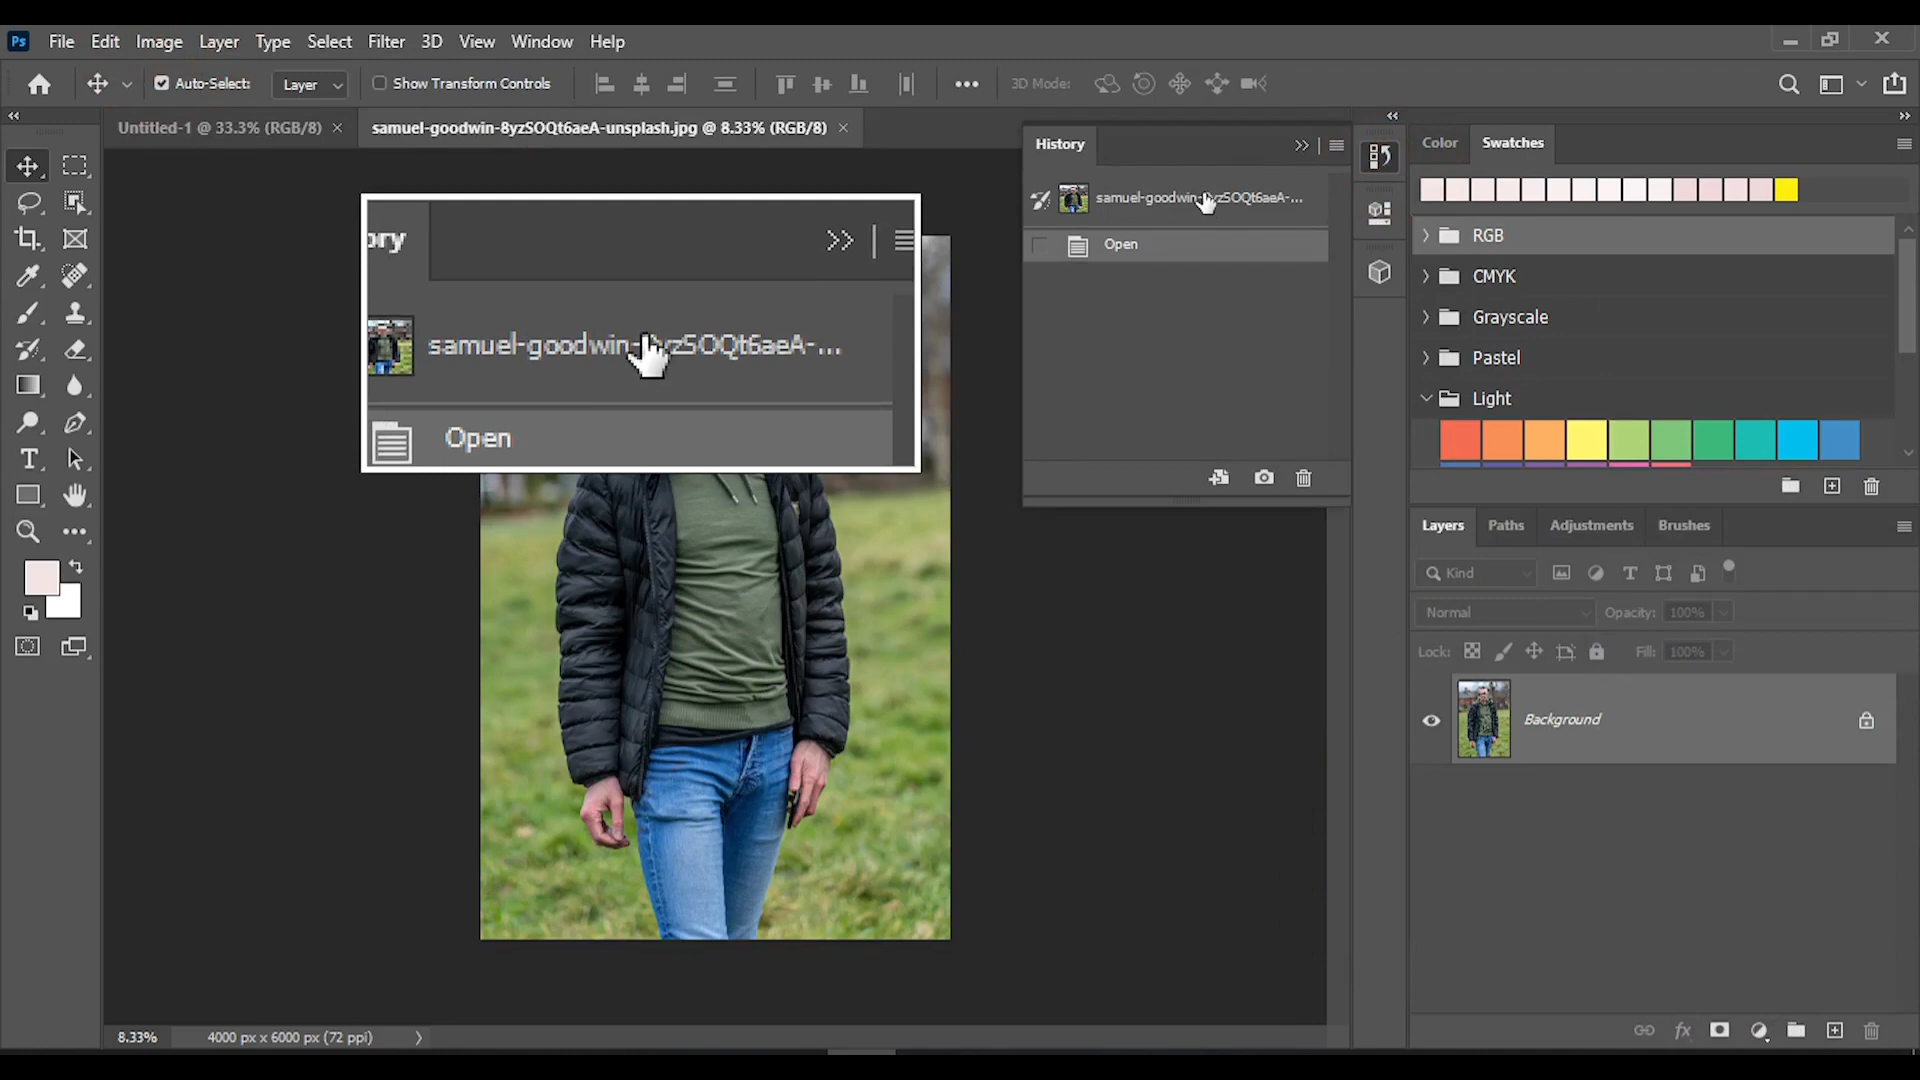 Ps File Edit Image Layer Type Select Filter 3D View Window Help
Auto-Select: Layer Show Transform Controls 3D Mode:
Untitled-1 @ 33.3% (RGB/8) samuel-goodwin-8yzSOQt6aeA-unsplash.jpg @ 8.33% (RGB/8)
History
samuel-goodwin-8yzSOQt6aeA-...
Open
ory
samuel-goodwin-8yzSOQt6aeA-...
Open
Color Swatches
RGB
CMYK
Grayscale
Pastel
Light
Layers Paths Adjustments Brushes
Kind
Normal Opacity: 100%
Lock: Fill: 100%
Background
fx
8.33% 4000 px x 6000 px (72 ppi)